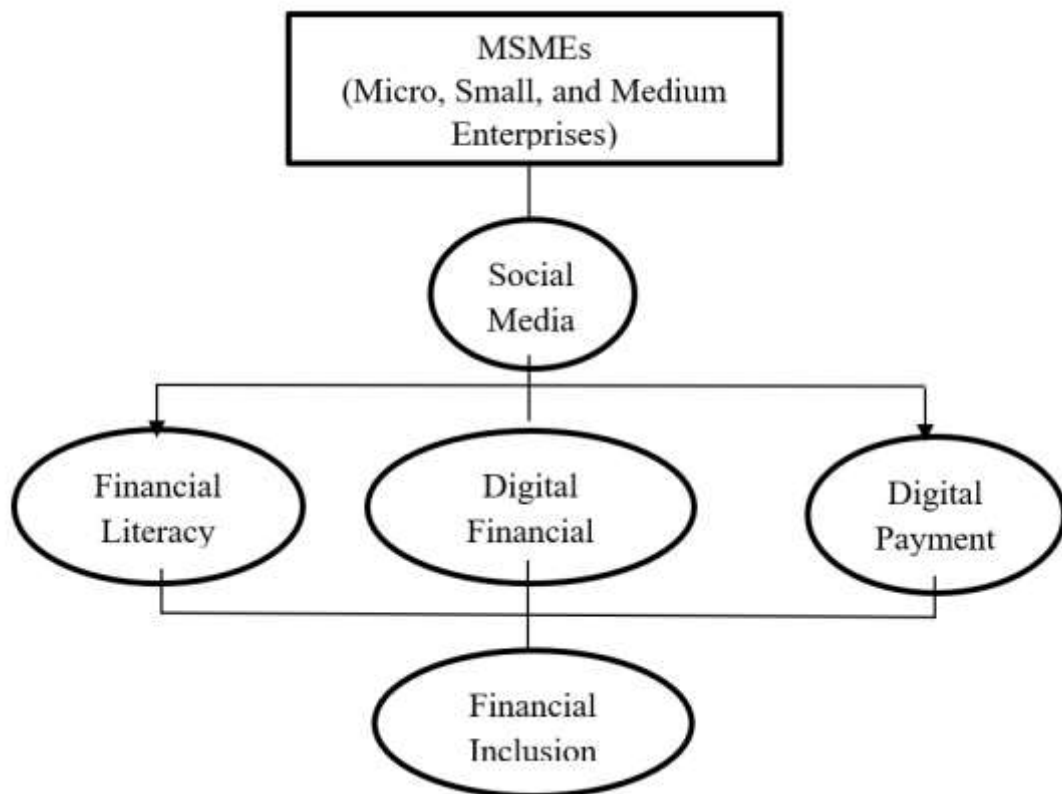 MSMEs
(Micro, Small, and Medium
Enterprises)
Social
Media
Financial
Literacy
Digital
Financial
Digital
Payment
Financial
Inclusion